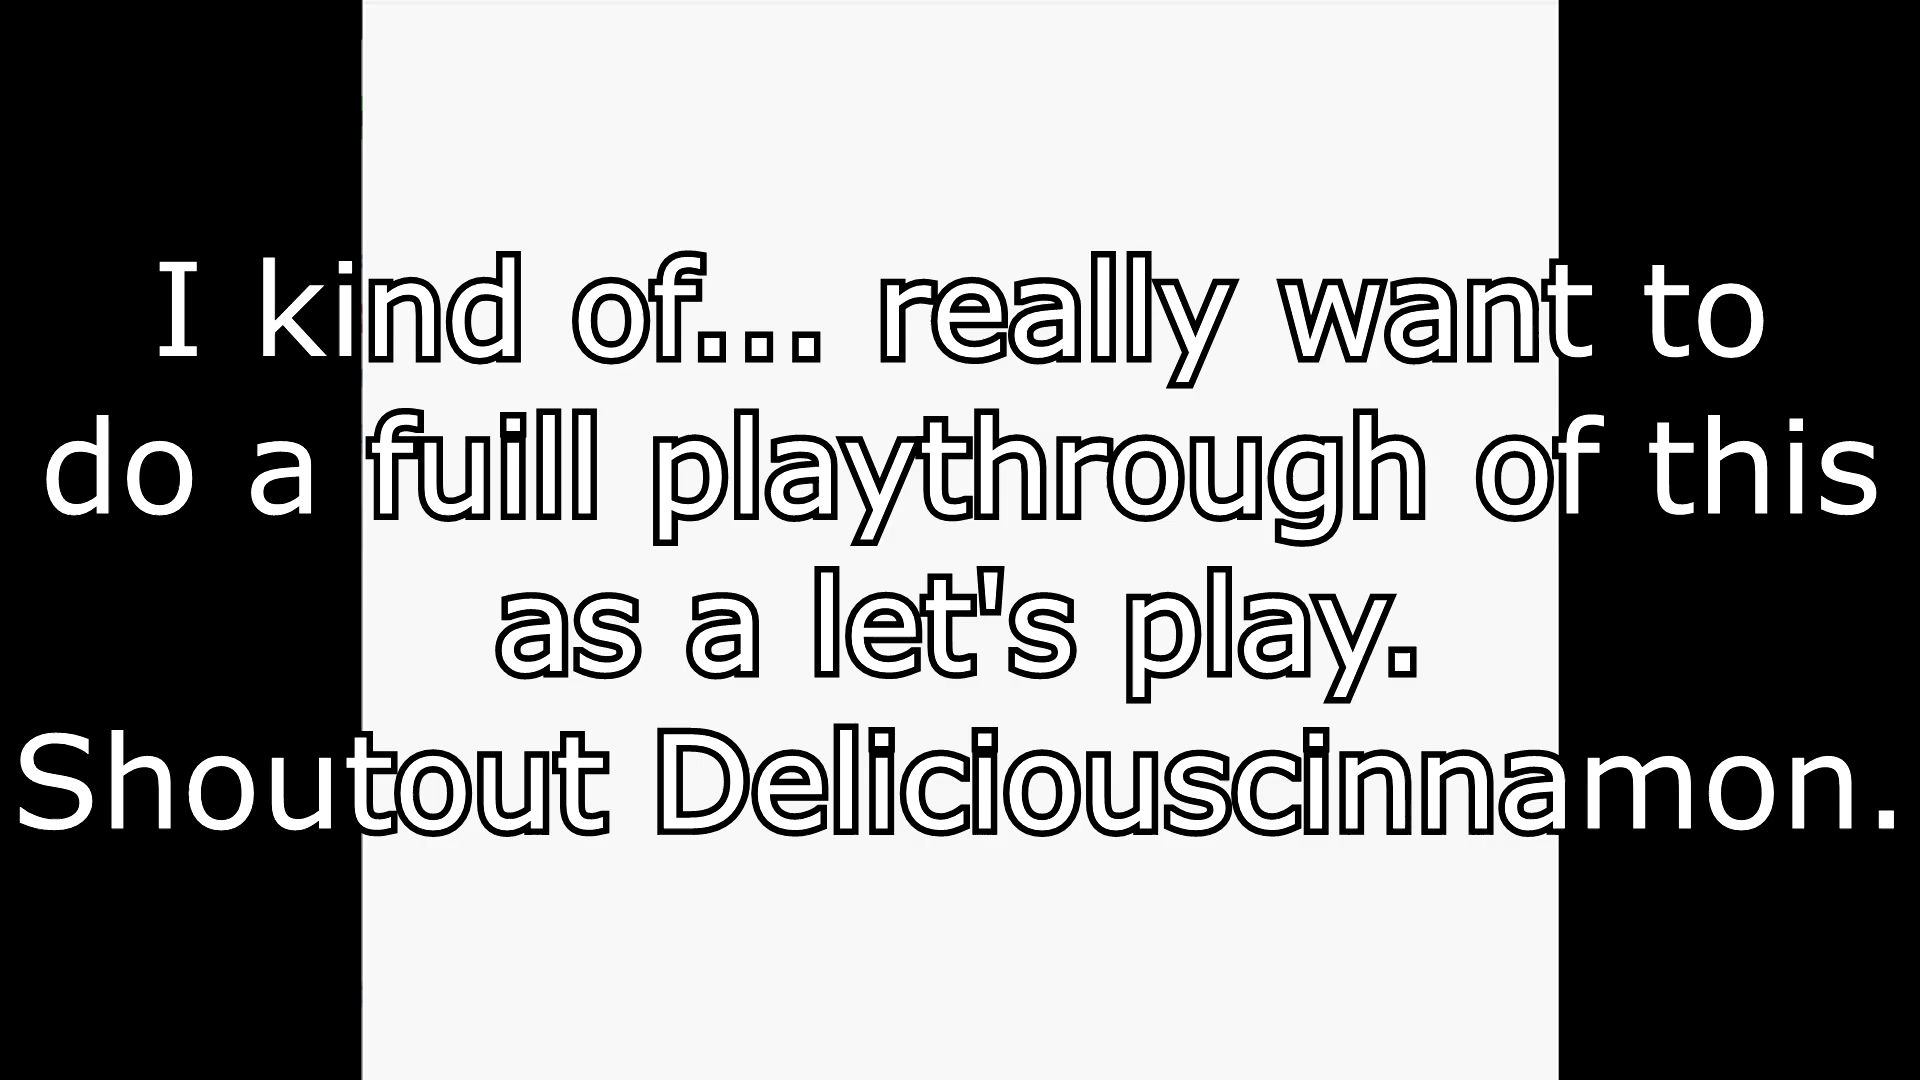 I kind of... really want to
do a fuill playthrough of this
as a let's play.
Shoutout Deliciouscinnamon.